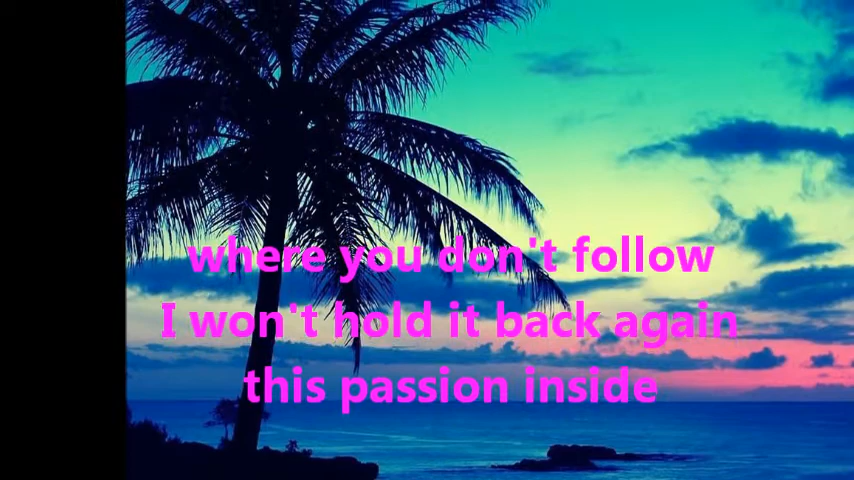 where you don't follow
I won't hold it back again
this passion inside